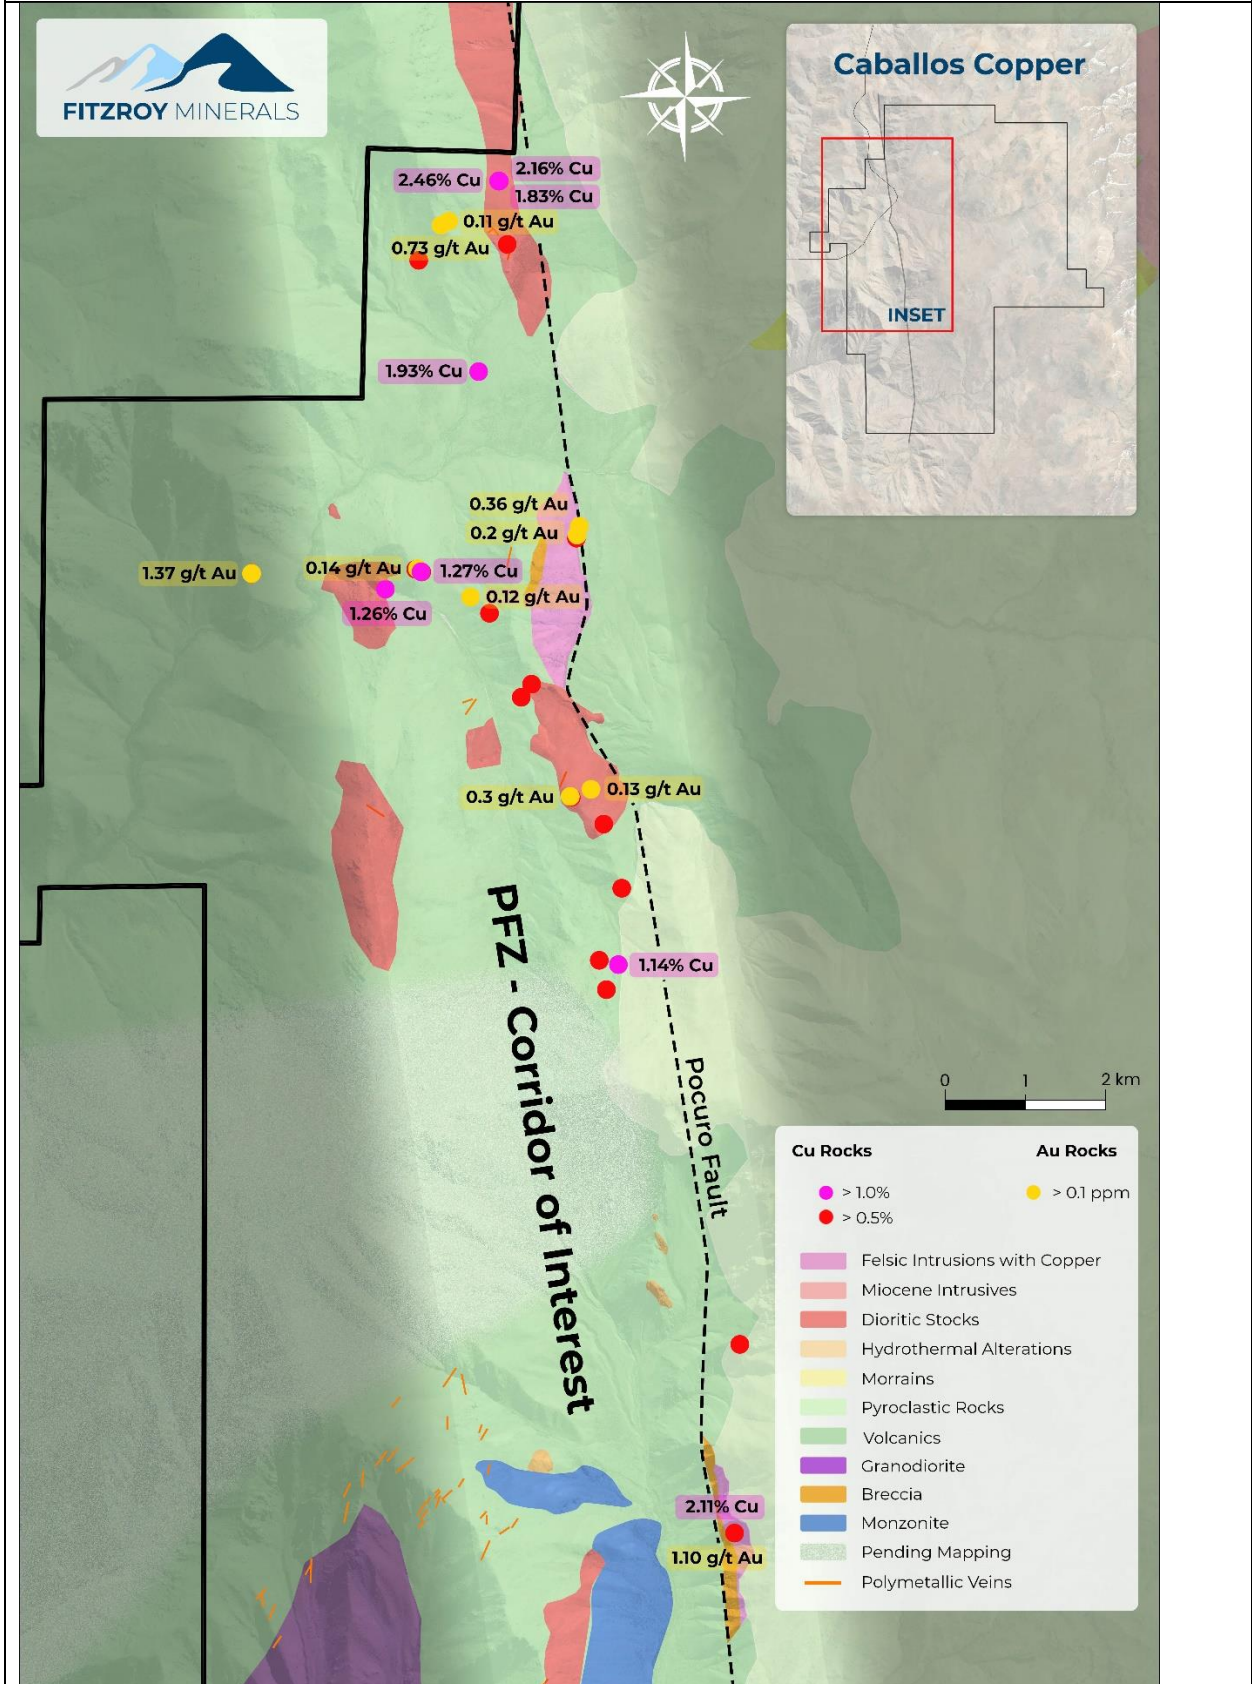 FITZROY MINERALS
Caballos Copper
INSET
2.46% Cu
2.16% Cu
1.83% Cu
0.11 g/t Au
0.73 g/t Au
1.93% Cu
0.36 g/t Au
0.2 g/t Au
1.37 g/t Au
0.14 g/t Au
1.27% Cu
0.12 g/t Au
1.26% Cu
0.3 g/t Au
0.13 g/t Au
1.14% Cu
PFZ - Corridor of Interest
Pocuro Fault
0 1 2 km
Cu Rocks
> 1.0%
> 0.5%
Au Rocks
> 0.1 ppm
Felsic Intrusions with Copper
Miocene Intrusives
Dioritic Stocks
Hydrothermal Alterations
Morrains
Pyroclastic Rocks
Volcanics
Granodiorite
Breccia
Monzonite
Pending Mapping
Polymetallic Veins
2.11% Cu
1.10 g/t Au